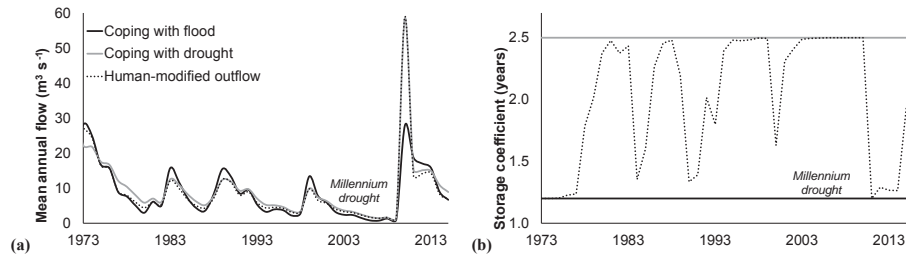 60
50
40
30
20
10
0
Mean annual flow (m³ s⁻¹)
Coping with flood
Coping with drought
Human-modified outflow
Millennium
drought
1973
1983
1993
2003
2013
(a)
2.5
2.0
1.5
1.0
Storage coefficient (years)
Millennium
drought
1973
1983
1993
2003
2013
(b)